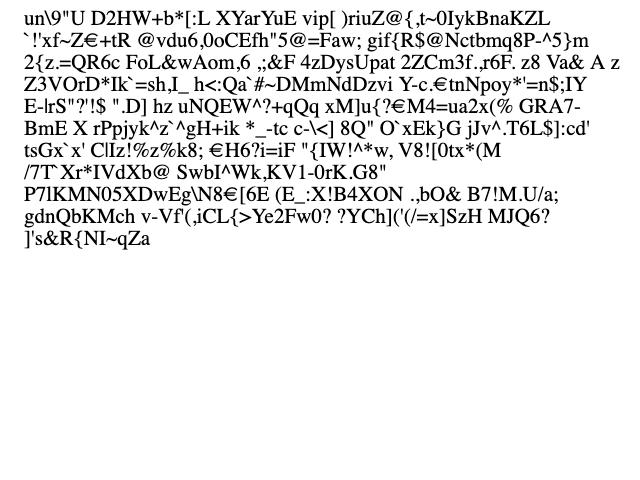 un\9"U D2HW+b*[:L XYarYuE vip[ )riuZ@{,t~0IykBnaKZL
`!'xf~Z€+tR @vdu6,0oCEfh"5@=Faw; gif{R$@Nctbmq8P-^5}m
2{z.=QR6c FoL&wAom,6 ,;&F 4zDysUpat 2ZCm3f.,r6F. z8 Va& A z
Z3VOrD*Ik`=sh,I_ h<:Qa`#~DMmNdDzvi Y-c.€tnNpoy*'=n$;IY
E-|rS"?'!$ ".D] hz uNQEW^?+qQq xM]u{?€M4=ua2x(% GRA7-
BmE X rPpjyk^z`^gH+ik *_-tc c-\<] 8Q" O`xEk}G jJv^.T6L$]:cd'
tsGx`x' C|Iz!%z%k8; €H6?i=iF "{IW!^*w, V8![0tx*(M
/7T`Xr*IVdXb@ SwbI^Wk,KV1-0rK.G8"
P7lKMN05XDwEg\N8€[6E (E_:X!B4XON .,bO& B7!M.U/a;
gdnQbKMch v-Vf'(,iCL{>Ye2Fw0? ?YCh]('(/=x]SzH MJQ6?
]'s&R{NI~qZa